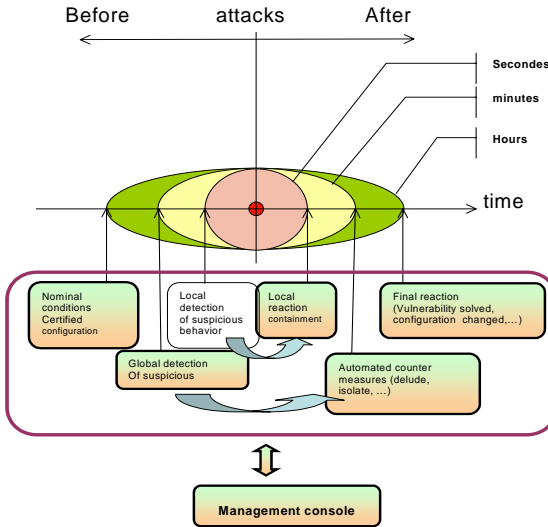 Before attacks After
Secondes
minutes
Hours
time
Nominal
conditions
Certified
configuration
Local
detection
of suspicious
behavior
Local
reaction
containment
Final reaction
(Vulnerability solved,
configuration changed,...)
Global detection
Of suspicious
Automated counter
measures (delude,
isolate, ...)
Management console